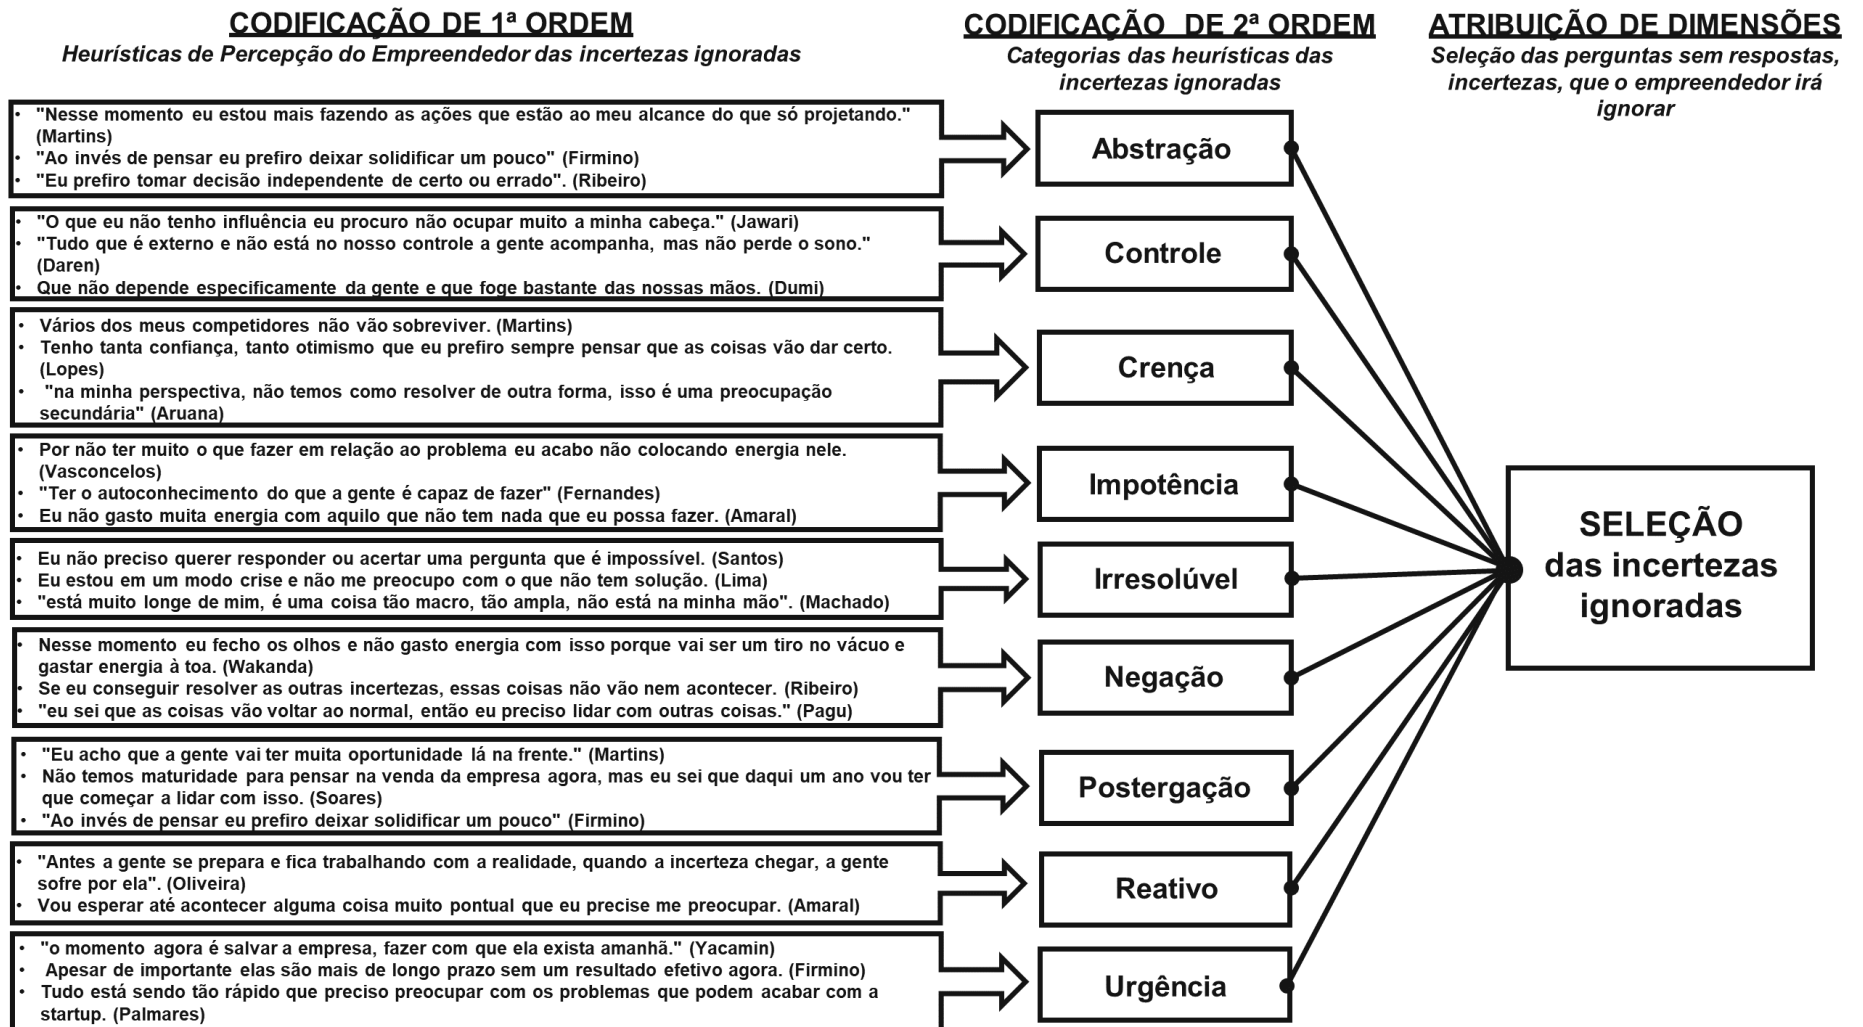 CODIFICAÇÃO DE 1ª ORDEM
Heurísticas de Percepção do Empreendedor das incertezas ignoradas
CODIFICAÇÃO DE 2ª ORDEM
Categorias das heurísticas das
incertezas ignoradas
ATRIBUIÇÃO DE DIMENSÕES
Seleção das perguntas sem respostas,
incertezas, que o empreendedor irá
ignorar
• "Nesse momento eu estou mais fazendo as ações que estão ao meu alcance do que só projetando."
(Martins)
• "Ao invés de pensar eu prefiro deixar solidificar um pouco" (Firmino)
• "Eu prefiro tomar decisão independente de certo ou errado". (Ribeiro)
Abstração
• "O que eu não tenho influência eu procuro não ocupar muito a minha cabeça." (Jawari)
• "Tudo que é externo e não está no nosso controle a gente acompanha, mas não perde o sono."
(Daren)
• Que não depende especificamente da gente e que foge bastante das nossas mãos. (Dumi)
Controle
• Vários dos meus competidores não vão sobreviver. (Martins)
• Tenho tanta confiança, tanto otimismo que eu prefiro sempre pensar que as coisas vão dar certo.
(Lopes)
• "na minha perspectiva, não temos como resolver de outra forma, isso é uma preocupação
secundária" (Aruana)
Crença
• Por não ter muito o que fazer em relação ao problema eu acabo não colocando energia nele.
(Vasconcelos)
• "Ter o autoconhecimento do que a gente é capaz de fazer" (Fernandes)
• Eu não gasto muita energia com aquilo que não tem nada que eu possa fazer. (Amaral)
Impotência
• Eu não preciso querer responder ou acertar uma pergunta que é impossível. (Santos)
• Eu estou em um modo crise e não me preocupo com o que não tem solução. (Lima)
• "está muito longe de mim, é uma coisa tão macro, tão ampla, não está na minha mão". (Machado)
Irresolúvel
• Nesse momento eu fecho os olhos e não gasto energia com isso porque vai ser um tiro no vácuo e
gastar energia à toa. (Wakanda)
• Se eu conseguir resolver as outras incertezas, essas coisas não vão nem acontecer. (Ribeiro)
• "eu sei que as coisas vão voltar ao normal, então eu preciso lidar com outras coisas." (Pagu)
Negação
• "Eu acho que a gente vai ter muita oportunidade lá na frente." (Martins)
• Não temos maturidade para pensar na venda da empresa agora, mas eu sei que daqui um ano vou ter
que começar a lidar com isso. (Soares)
• "Ao invés de pensar eu prefiro deixar solidificar um pouco" (Firmino)
Postergação
• "Antes a gente se prepara e fica trabalhando com a realidade, quando a incerteza chegar, a gente
sofre por ela". (Oliveira)
• Vou esperar até acontecer alguma coisa muito pontual que eu precise me preocupar. (Amaral)
Reativo
• "o momento agora é salvar a empresa, fazer com que ela exista amanhã." (Yacamin)
• Apesar de importante elas são mais de longo prazo sem um resultado efetivo agora. (Firmino)
• Tudo está sendo tão rápido que preciso preocupar com os problemas que podem acabar com a
startup. (Palmares)
Urgência
SELEÇÃO
das incertezas
ignoradas